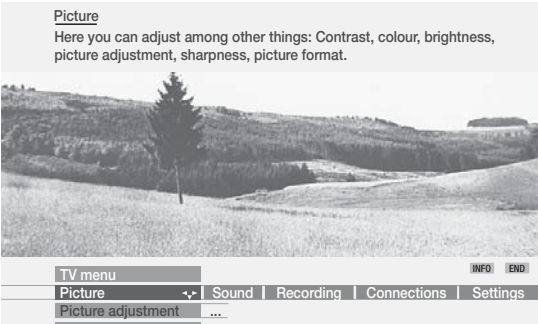 Picture
Here you can adjust among other things: Contrast, colour, brightness,
picture adjustment, sharpness, picture format.
INFO END
TV menu
Picture | Sound | Recording | Connections | Settings
Picture adjustment ...